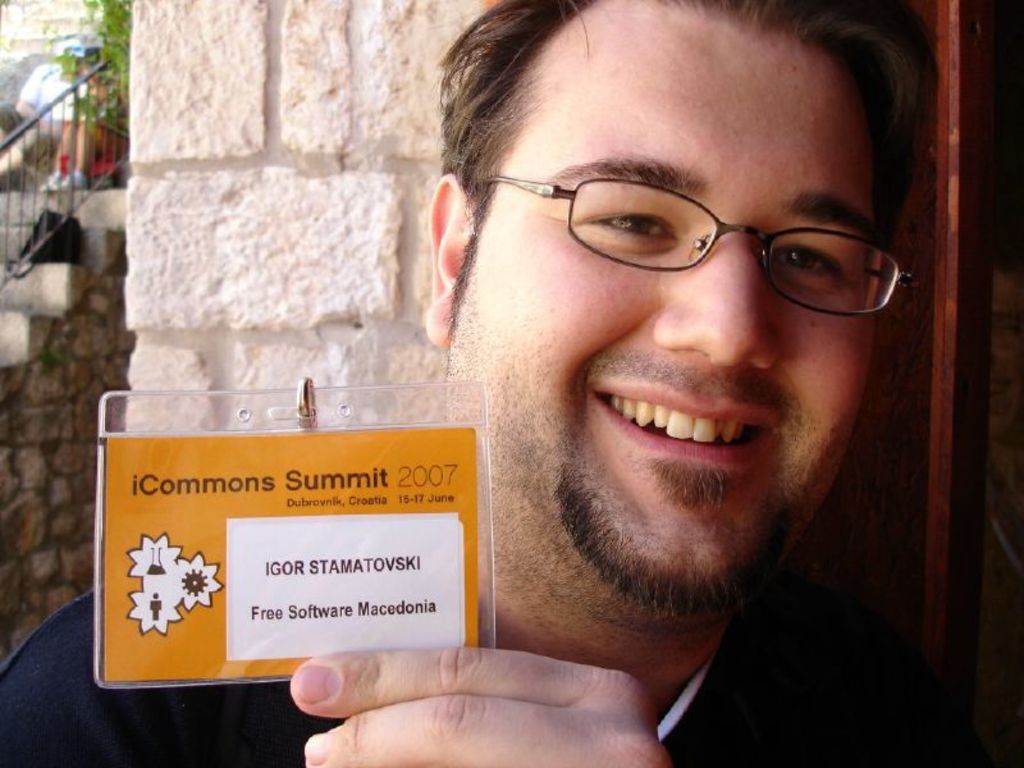 iCommons Summit 2007
Dubrovnik, Croatia 15-17 June
IGOR STAMATOVSKI
Free Software Macedonia